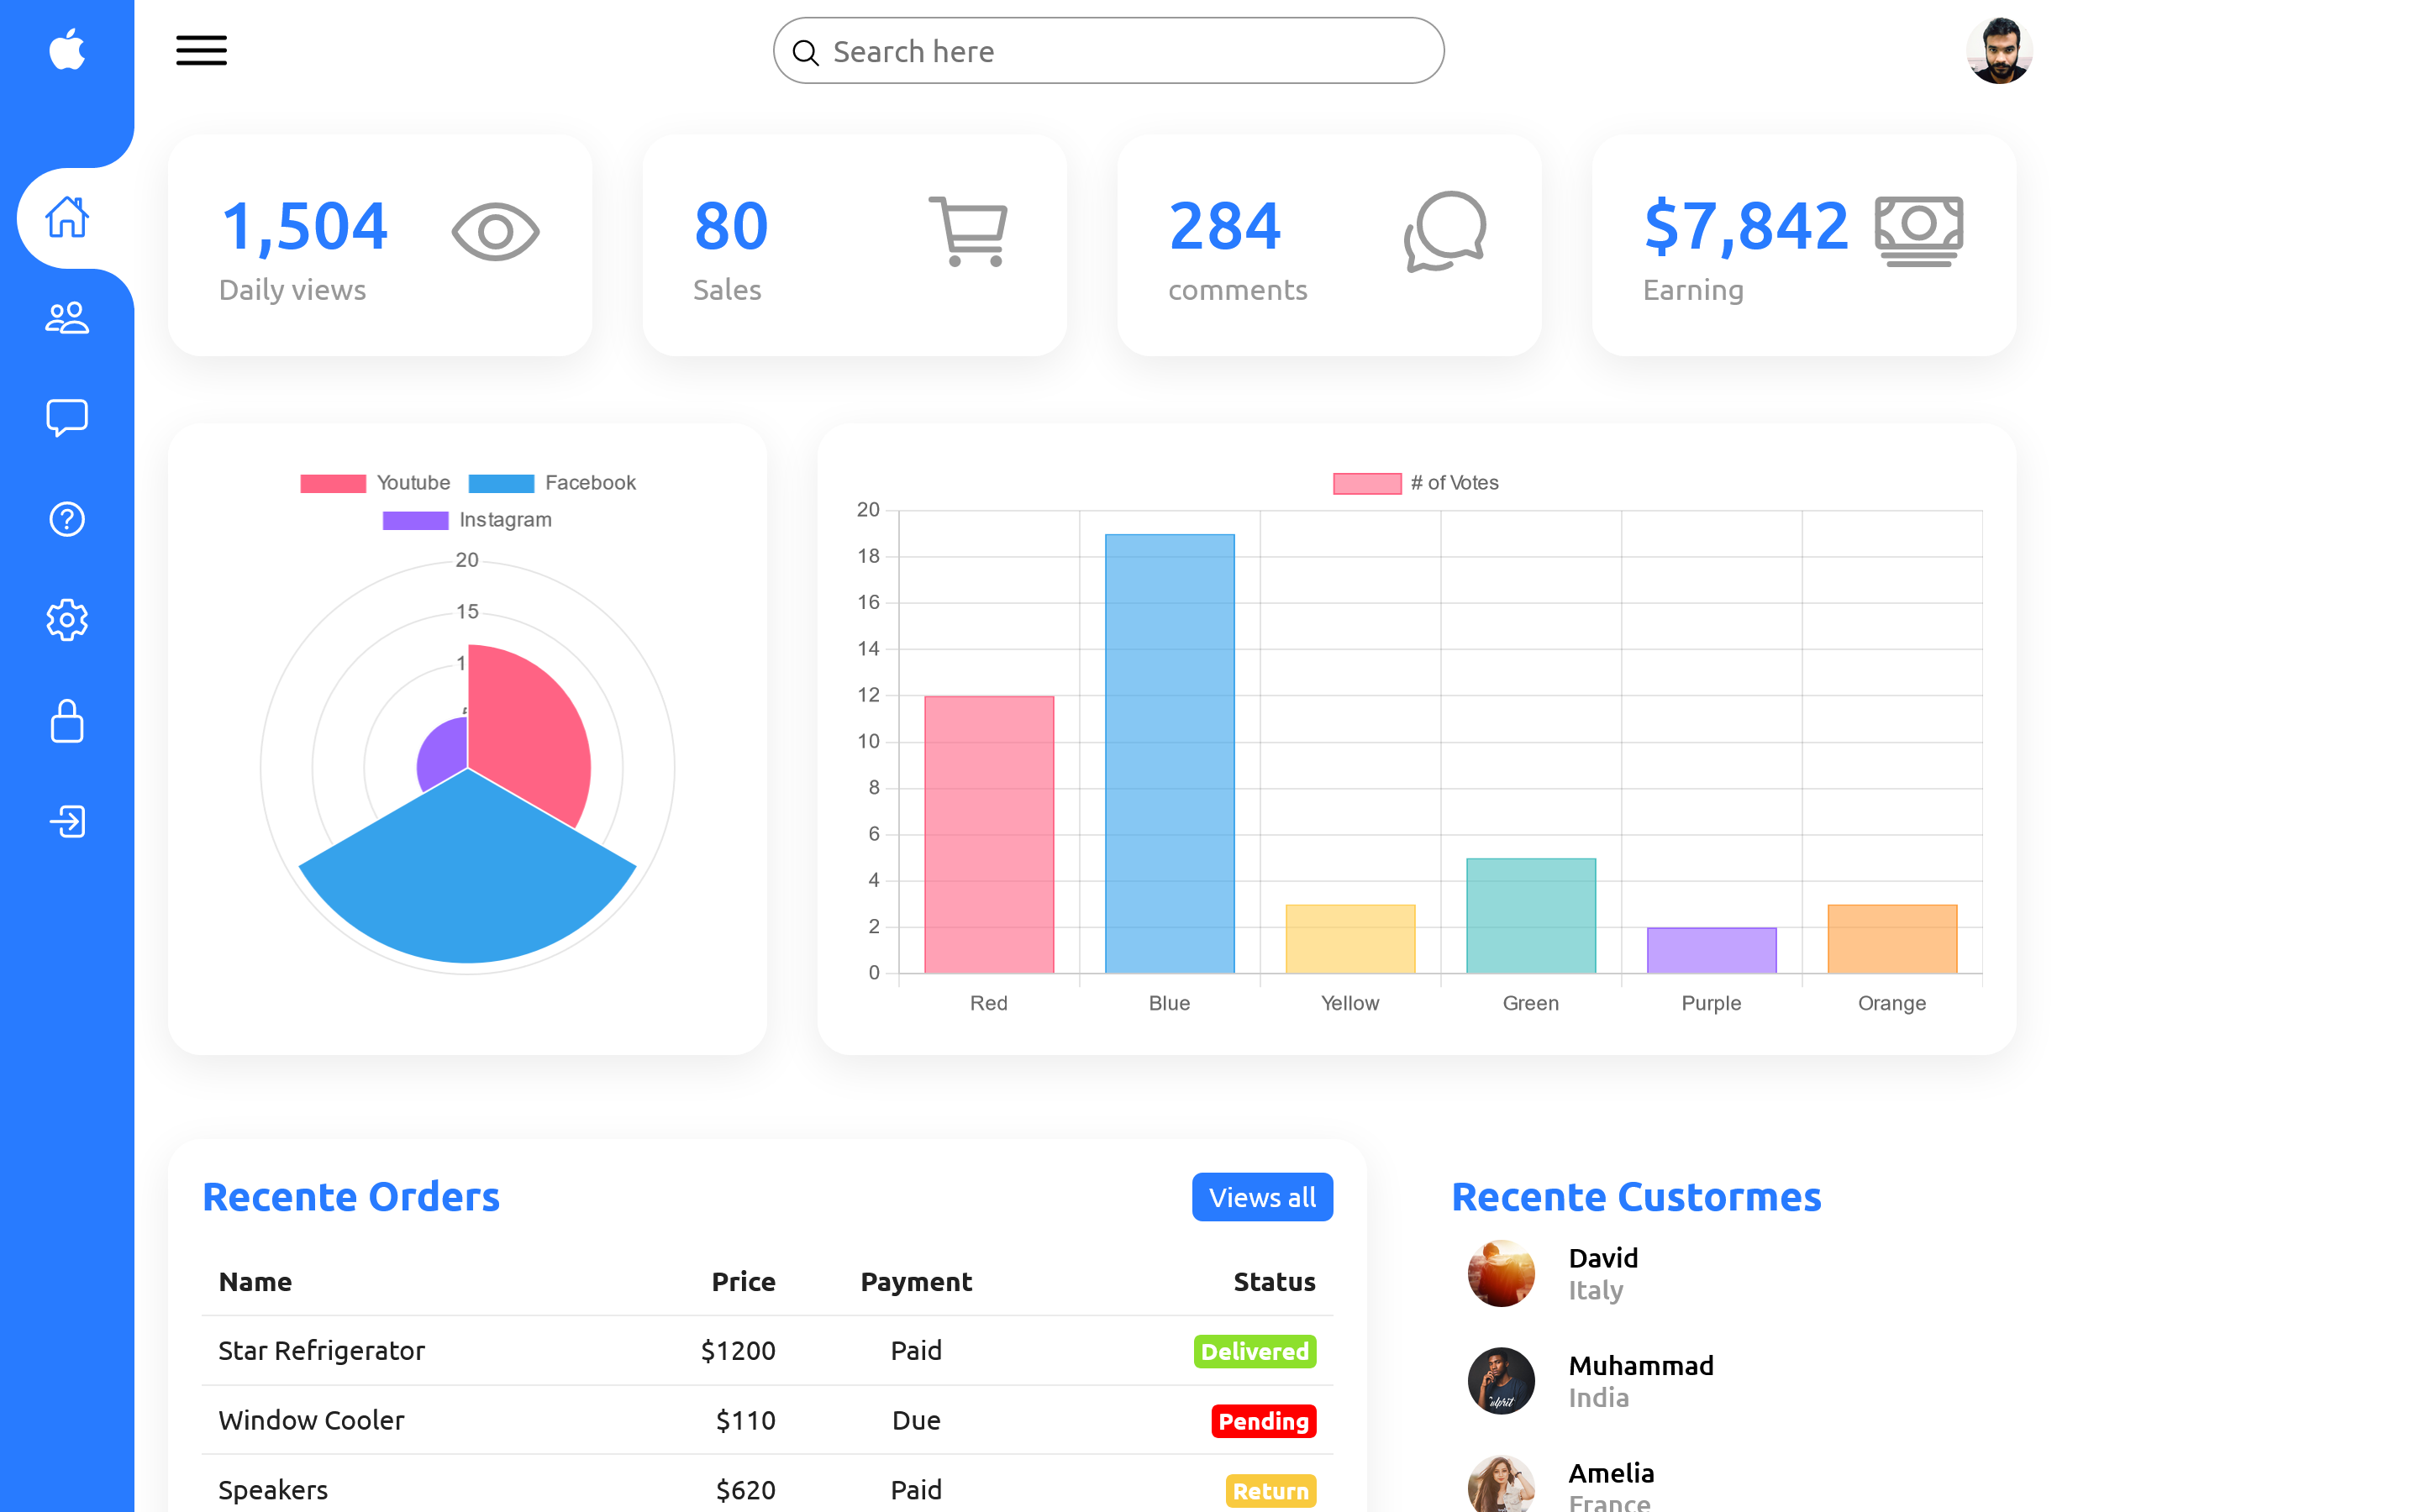 Search here
1,504
Daily views
80
Sales
284
comments
$7,842
Earning
Youtube Facebook
Instagram
20
15
1
# of Votes
20
18
16
14
12
10
8
6
4
2
0
Red Blue Yellow Green Purple Orange
Recente Orders
Views all
Name Price Payment Status
Star Refrigerator $1200 Paid Delivered
Window Cooler $110 Due Pending
Speakers $620 Paid Return
Recente Custormes
David
Italy
Muhammad
India
Amelia
France